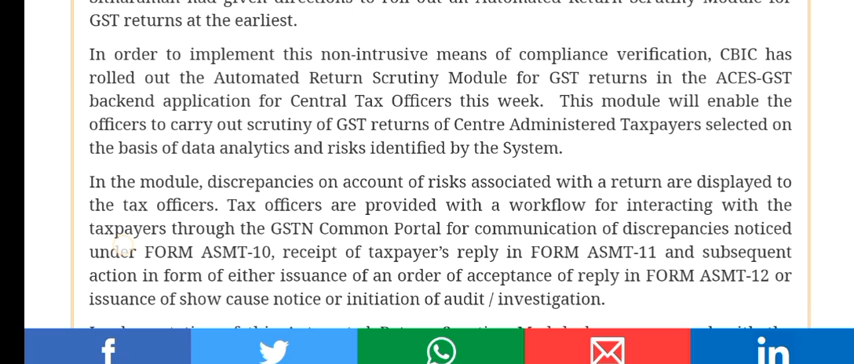 GST returns at the earliest.
In order to implement this non-intrusive means of compliance verification, CBIC has
rolled out the Automated Return Scrutiny Module for GST returns in the ACES-GST
backend application for Central Tax Officers this week.  This module will enable the
officers to carry out scrutiny of GST returns of Centre Administered Taxpayers selected on
the basis of data analytics and risks identified by the System.
In the module, discrepancies on account of risks associated with a return are displayed to
the tax officers. Tax officers are provided with a workflow for interacting with the
taxpayers through the GSTN Common Portal for communication of discrepancies noticed
under FORM ASMT-10, receipt of taxpayer’s reply in FORM ASMT-11 and subsequent
action in form of either issuance of an order of acceptance of reply in FORM ASMT-12 or
issuance of show cause notice or initiation of audit / investigation.